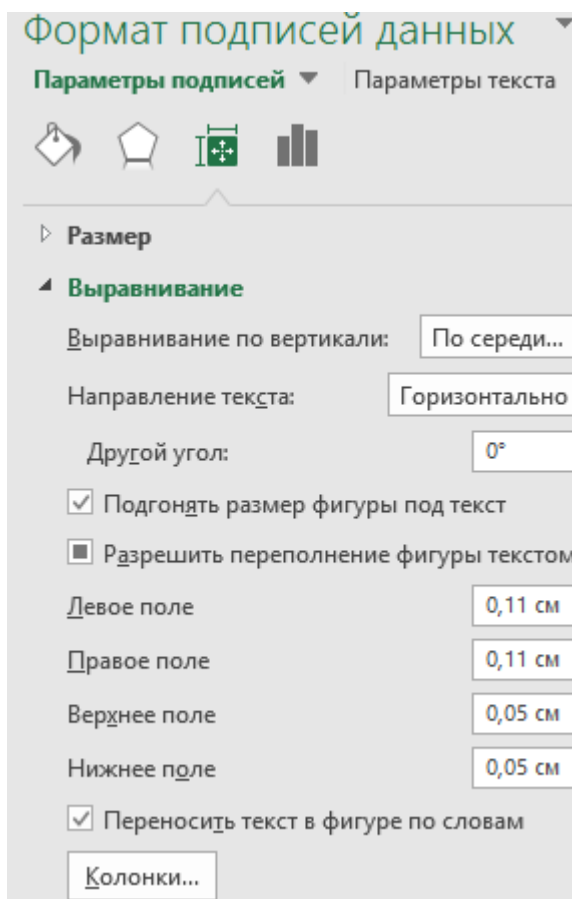 Формат подписей данных
Параметры подписей Параметры текста
Размер
Выравнивание
Выравнивание по вертикали: По середи...
Направление текста: Горизонтально
Другой угол: 0°
Подгонять размер фигуры под текст
Разрешить переполнение фигуры текстом
Левое поле 0,11 см
Правое поле 0,11 см
Верхнее поле 0,05 см
Нижнее поле 0,05 см
Переносить текст в фигуре по словам
Колонки...